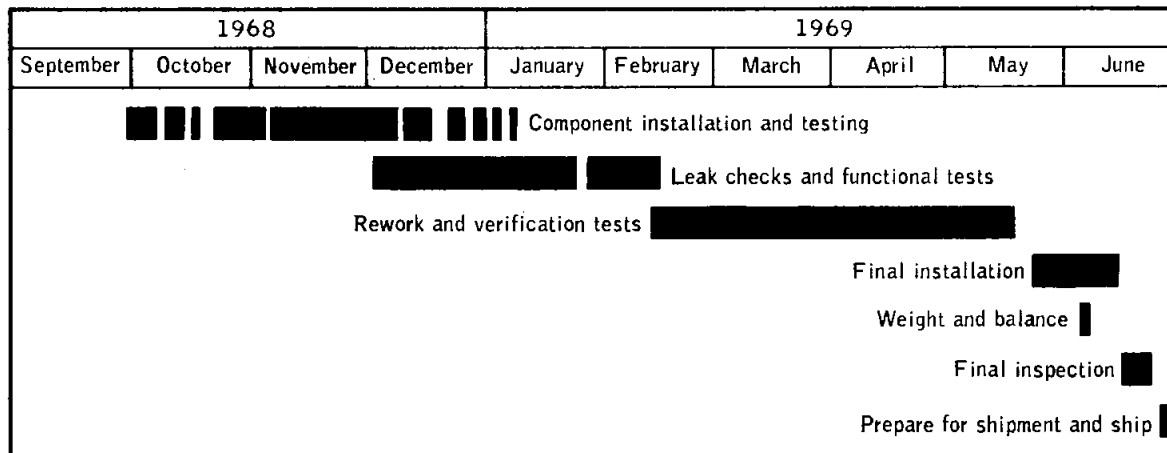 1968 1969
September October November December January February March April May June
Component installation and testing
Leak checks and functional tests
Rework and verification tests
Final installation
Weight and balance
Final inspection
Prepare for shipment and ship